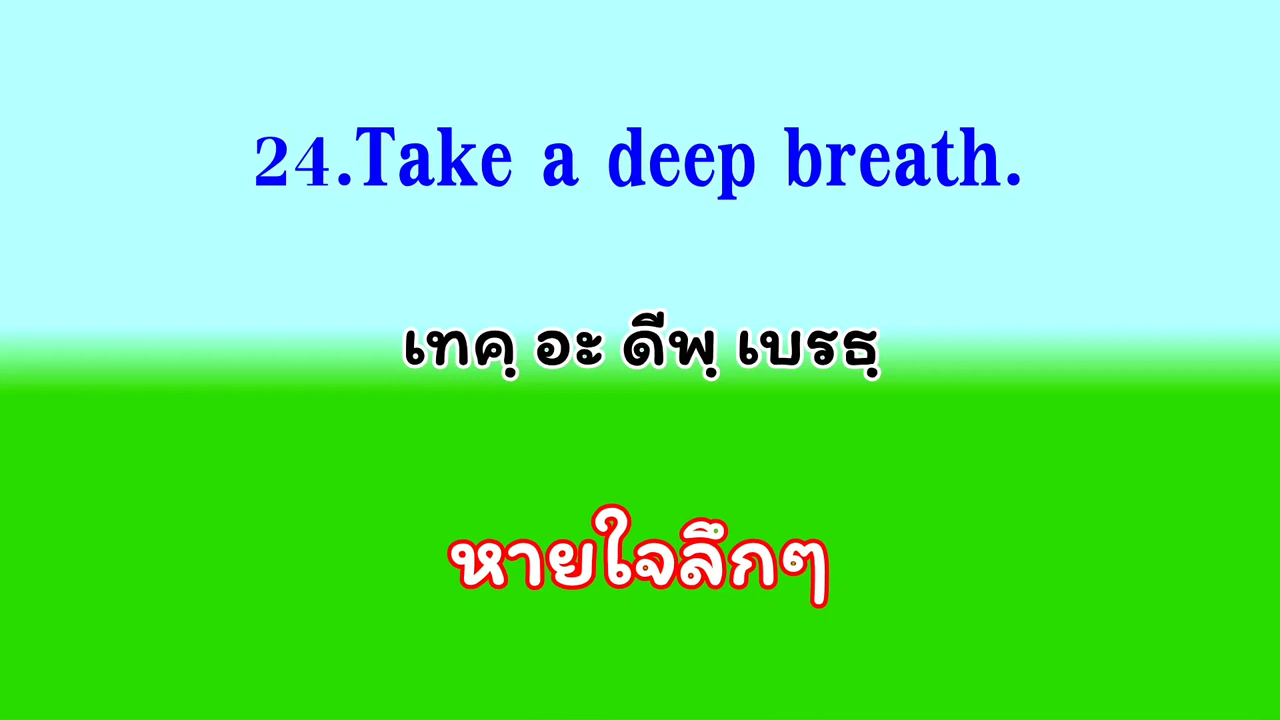 24.Take a deep breath.
เทคฺ อะ ดีพฺ เบรธฺ
หายใจลึกๆ